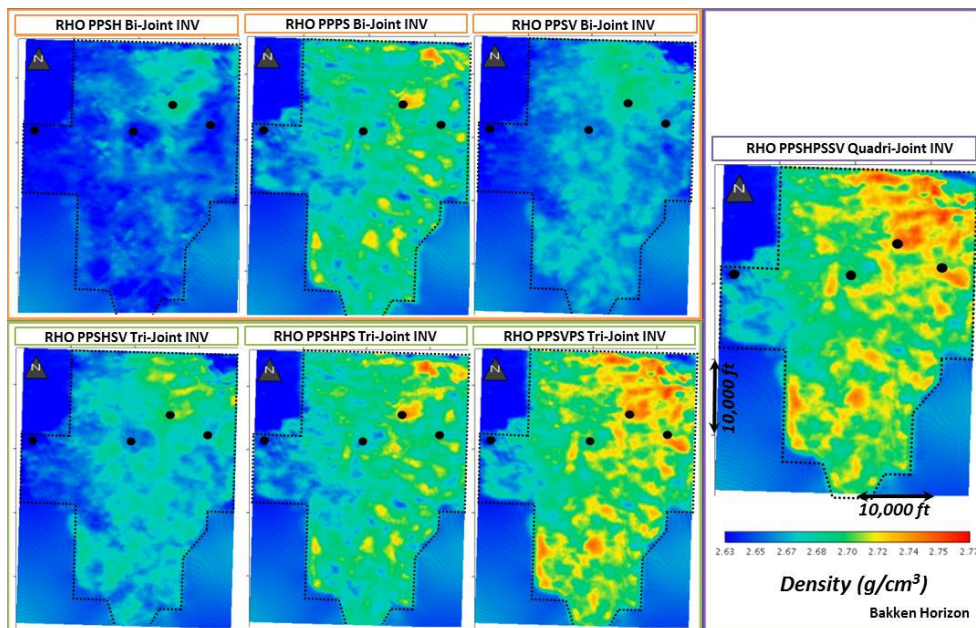 RHO PPSH Bi-Joint INV
RHO PPPS Bi-Joint INV
RHO PPSV Bi-Joint INV
N
N
N
RHO PPSHPSSV Quadri-Joint INV
N
RHO PPSHSV Tri-Joint INV
RHO PPSHPS Tri-Joint INV
RHO PPSVPS Tri-Joint INV
N
N
N
10,000 ft
10,000 ft
2.63 2.65 2.67 2.68 2.70 2.72 2.74 2.75 2.77
Density (g/cm³)
Bakken Horizon